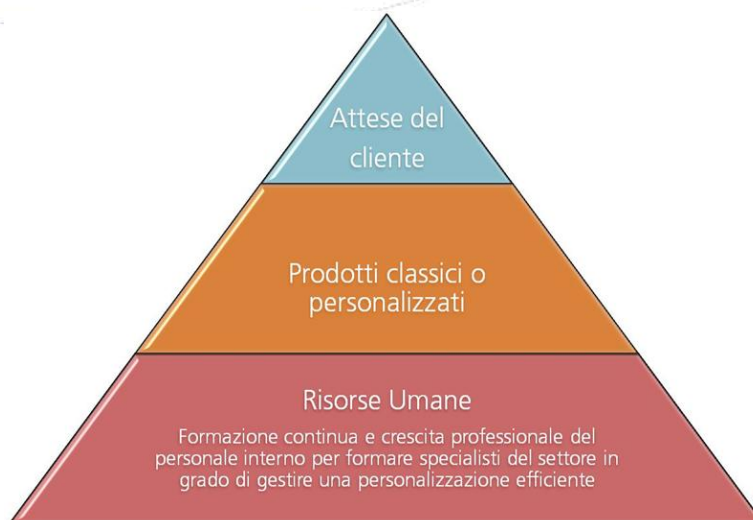 Attese del
cliente
Prodotti classici o
personalizzati
Risorse Umane
Formazione continua e crescita professionale del
personale interno per formare specialisti del settore in
grado di gestire una personalizzazione efficiente